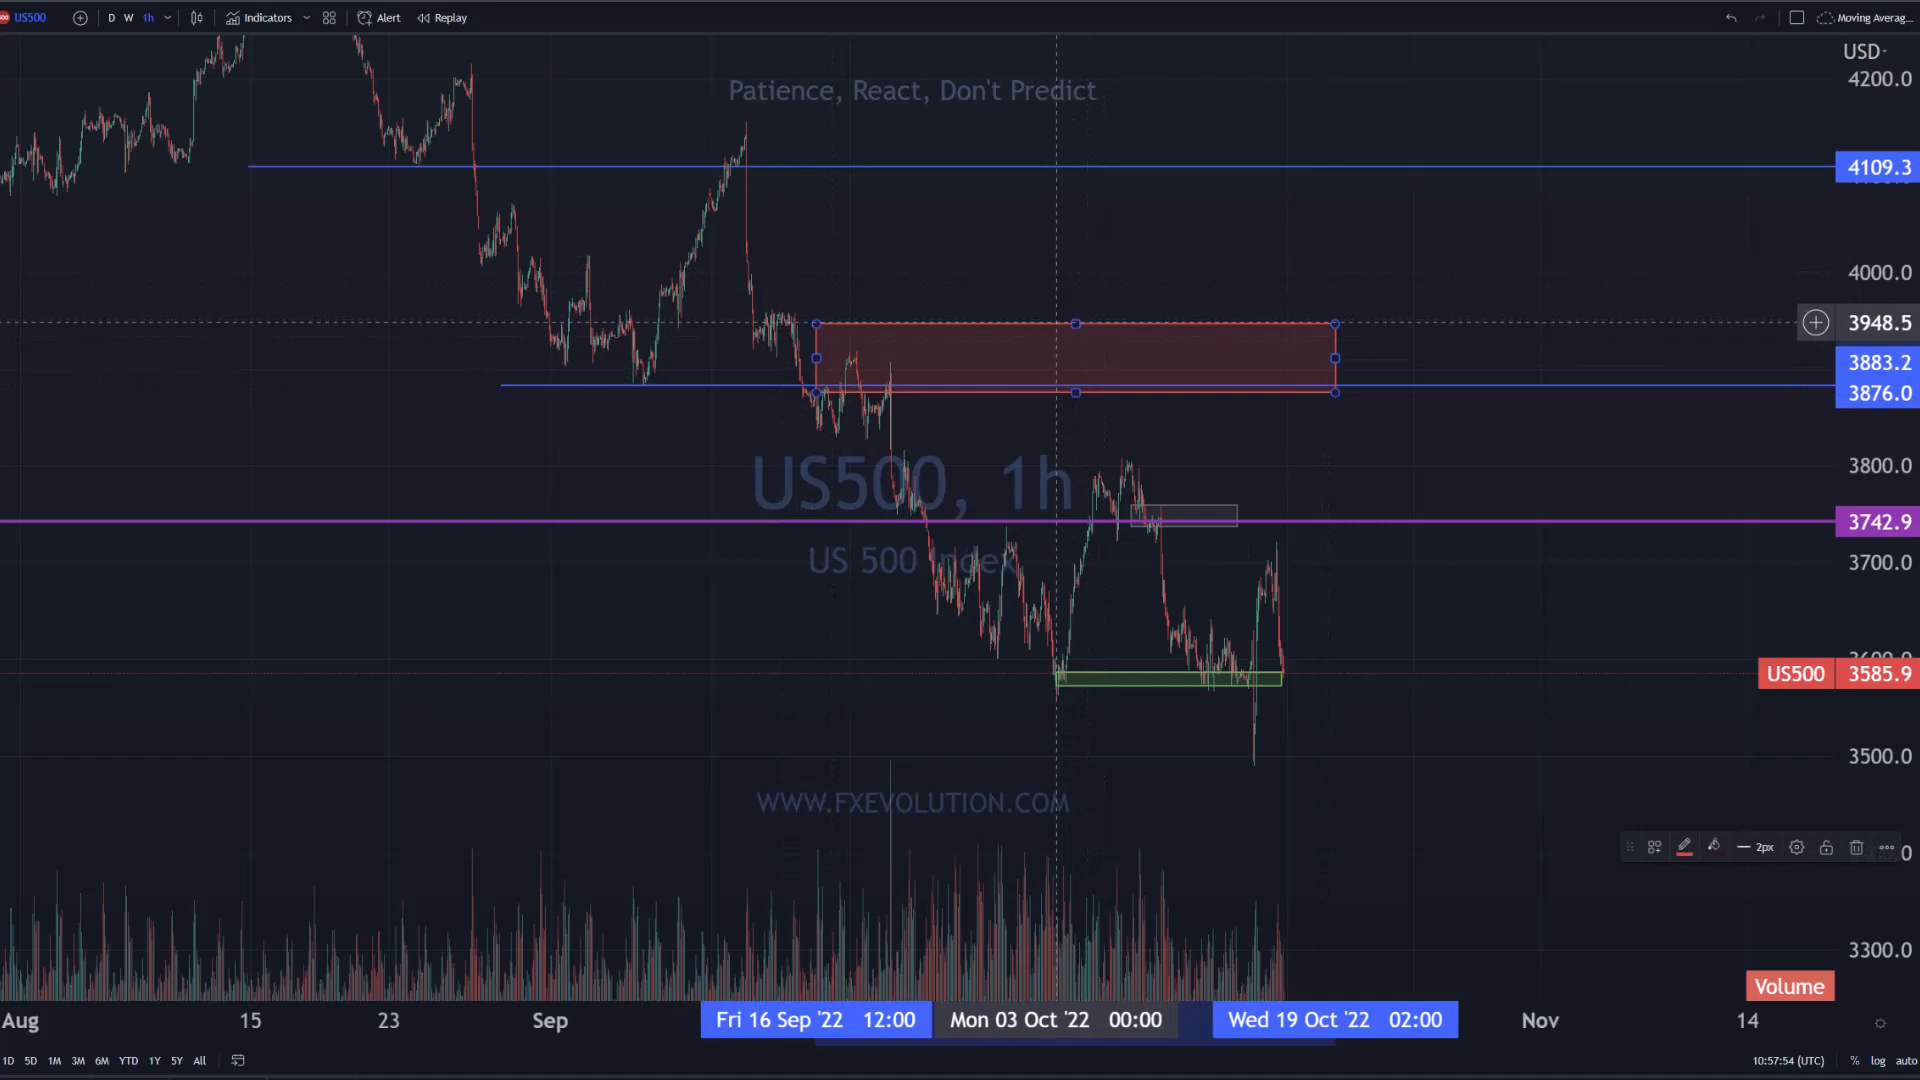 US500 D W 1h Indicators Alert Replay Moving Averag...
USD
4200.0
Patience, React, Don't Predict
4109.3
4000.0
3948.5
3883.2
3876.0
3800.0
US500, 1h
3742.9
US 500 Index
3700.0
US500 3585.9
3500.0
WWW.FXEVOLUTION.COM
2px
3300.0
Volume
Aug 15 23 Sep Fri 16 Sep '22 12:00 Mon 03 Oct '22 00:00 Wed 19 Oct '22 02:00 Nov 14
1D 5D 1M 3M 6M YTD 1Y 5Y All 10:57:54 (UTC) % log auto